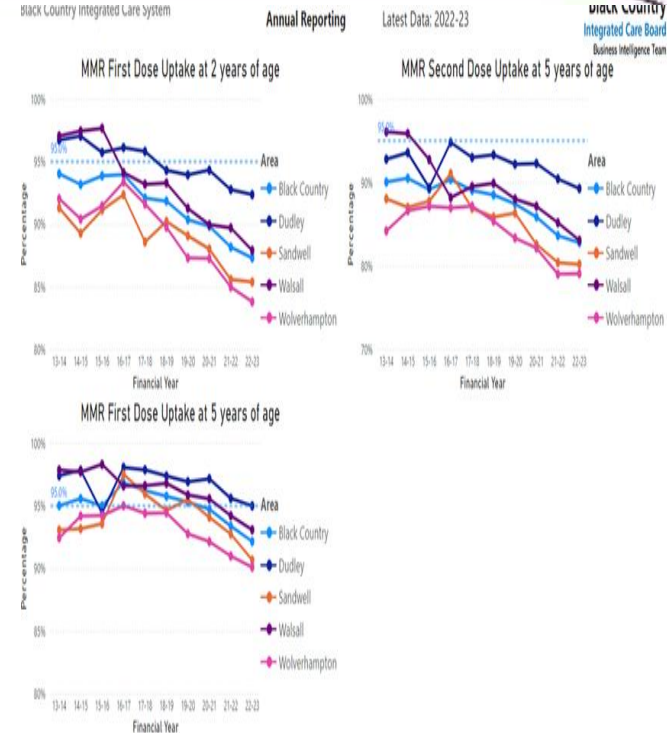 Black Country Integrated Care System
Annual Reporting
Latest Data: 2022-23
Black Country
Integrated Care Board
Business Intelligence Team
MMR First Dose Uptake at 2 years of age
100%
95%
90%
85%
80%
95.0%
Percentage
13-14 14-15 15-16 16-17 17-18 18-19 19-20 20-21 21-22 22-23
Financial Year
Area
Black Country
Dudley
Sandwell
Walsall
Wolverhampton
MMR Second Dose Uptake at 5 years of age
100%
90%
80%
70%
95.0%
Percentage
13-14 14-15 15-16 16-17 17-18 18-19 19-20 20-21 21-22 22-23
Financial Year
Area
Black Country
Dudley
Sandwell
Walsall
Wolverhampton
MMR First Dose Uptake at 5 years of age
100%
95%
90%
85%
80%
95.0%
Percentage
13-14 14-15 15-16 16-17 17-18 18-19 19-20 20-21 21-22 22-23
Financial Year
Area
Black Country
Dudley
Sandwell
Walsall
Wolverhampton